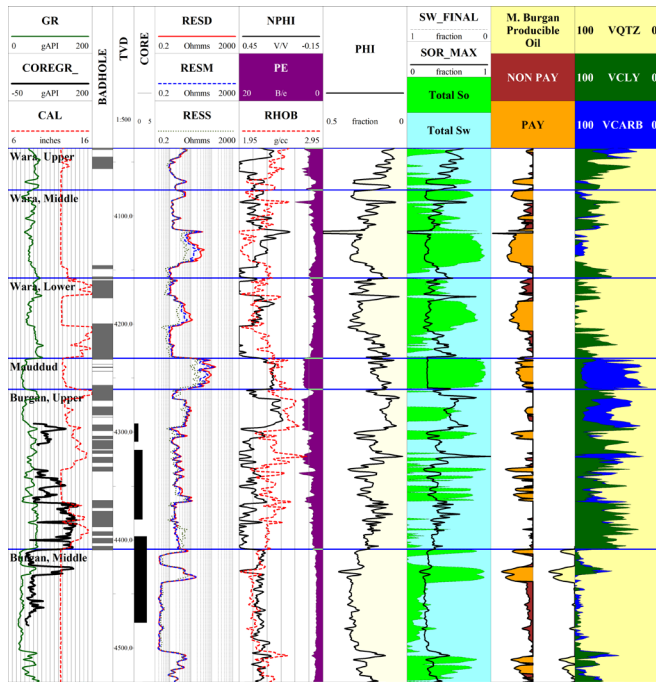 GR
0 gAPI 200
COREGR_
-50 gAPI 200
CAL
6 inches 16
BADHOLE
TVD
1:500
CORE
0 5
RESD
0.2 Ohmms 2000
RESM
0.2 Ohmms 2000
RESS
0.2 Ohmms 2000
NPHI
0.45 V/V -0.15
PE
20 B/e 0
RHOB
1.95 g/cc 2.95
PHI
0.5 fraction 0
SW_FINAL
1 fraction 0
SOR_MAX
0 fraction 1
Total So
Total Sw
M. Burgan
Producible
Oil
NON PAY
PAY
100 VQTZ 0
100 VCLY 0
100 VCARB 0
Wara, Upper
Wara, Middle
4100.0
Wara, Lower
4200.0
Mauddud
Burgan, Upper
4300.0
4400.0
Burgan, Middle
4500.0